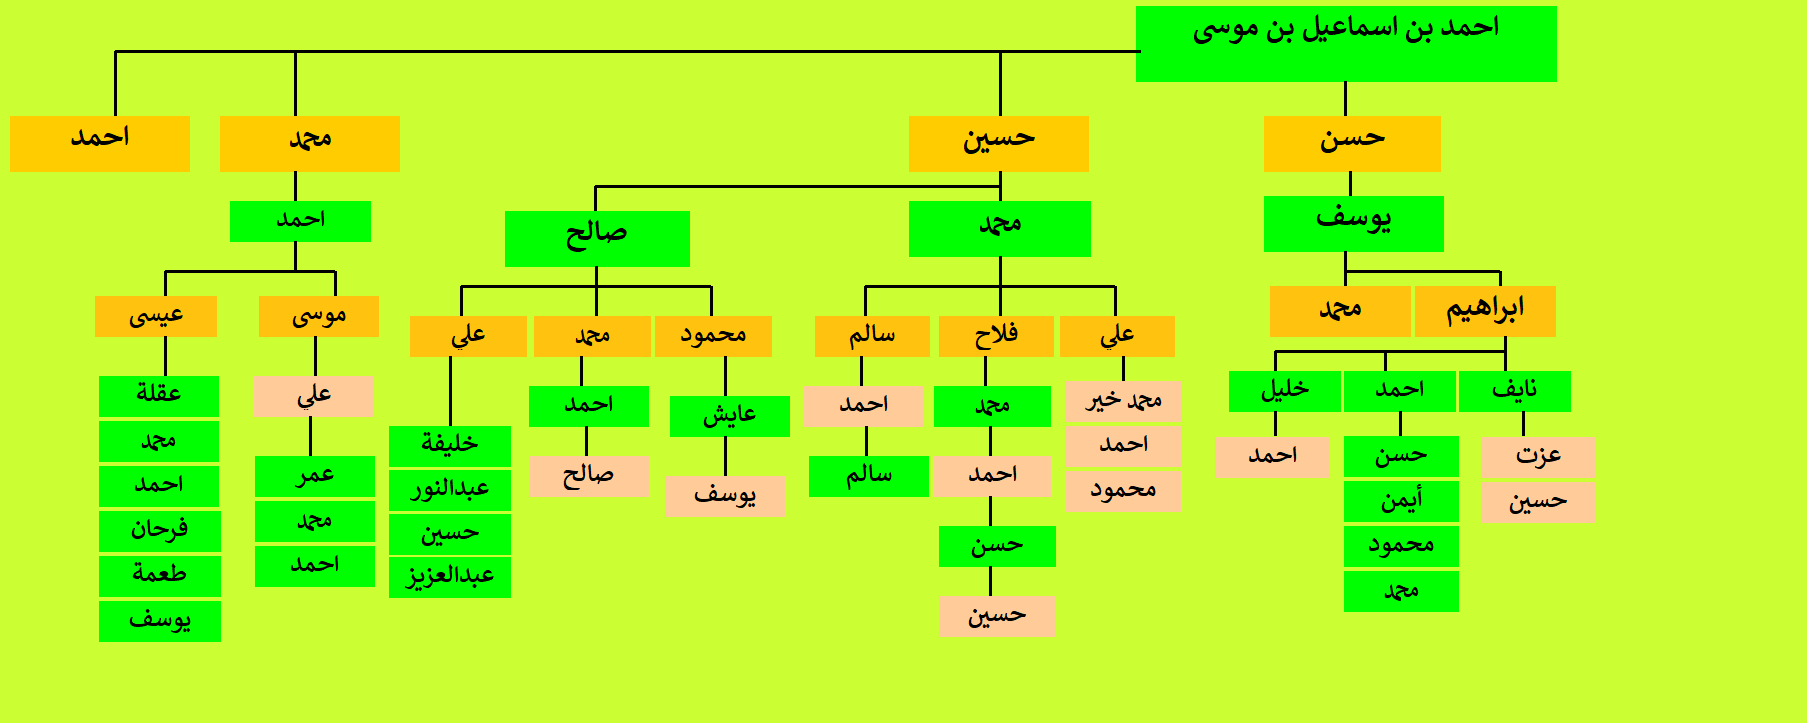 احمد بن اسماعيل بن موسى
حسن
حسين
محمد
احمد
يوسف
محمد
صالح
احمد
ابراهيم
محمد
علي
فلاح
سالم
محمود
محمد
علي
موسى
عيسى
نايف
احمد
خليل
عزت
حسين
حسن
أيمن
محمود
محمد
احمد
محمد خير
احمد
محمود
محمد
احمد
حسن
حسين
احمد
سالم
عايش
يوسف
احمد
صالح
خليفة
عبدالنور
حسين
عبدالعزيز
علي
عمر
محمد
احمد
عقلة
محمد
احمد
فرحان
طعمة
يوسف